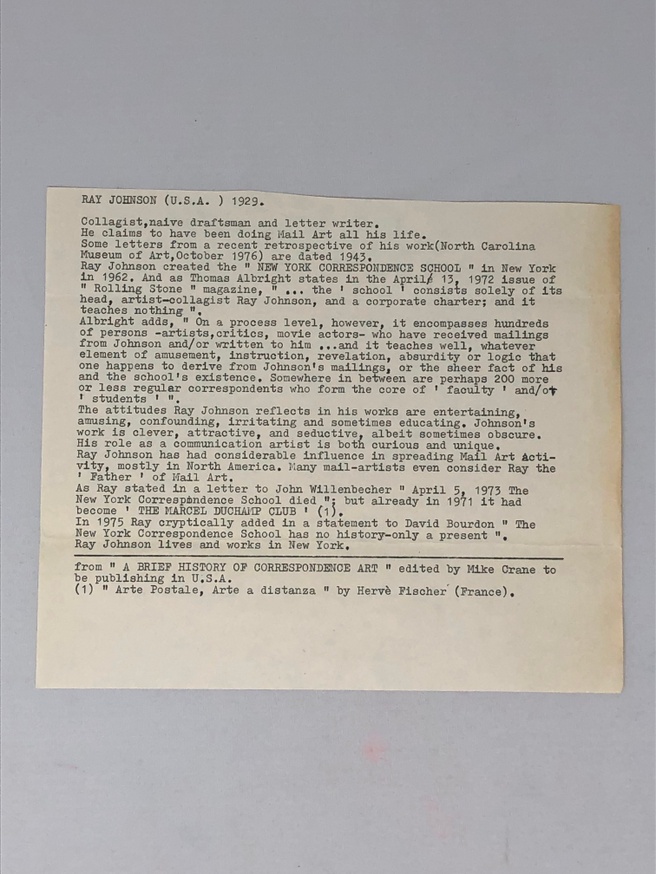 RAY JOHNSON (U.S.A. ) 1929.
Collagist,naive draftsman and letter writer.
He claims to have been doing Mail Art all his life.
Some letters from a recent retrospective of his work(North Carolina
Museum of Art,October 1976) are dated 1943.
Ray Johnson created the " NEW YORK CORRESPONDENCE SCHOOL " in New York
in 1962. And as Thomas Albright states in the April 13, 1972 issue of
" Rolling Stone " magazine, " ... the ' school ' consists solely of its
head, artist-collagist Ray Johnson, and a corporate charter; and it
teaches nothing ".
Albright adds, " On a process level, however, it encompasses hundreds
of persons -artists,critics, movie actors- who have received mailings
from Johnson and/or written to him ...and it teaches well, whatever
element of amusement, instruction, revelation, absurdity or logic that
one happens to derive from Johnson's mailings, or the sheer fact of his
and the school's existence. Somewhere in between are perhaps 200 more
or less regular correspondents who form the core of ' faculty ' and/or
' students ' ".
The attitudes Ray Johnson reflects in his works are entertaining,
amusing, confounding, irritating and sometimes educating. Johnson's
work is clever, attractive, and seductive, albeit sometimes obscure.
His role as a communication artist is both curious and unique.
Ray Johnson has had considerable influence in spreading Mail Art Acti-
vity, mostly in North America. Many mail-artists even consider Ray the
' Father ' of Mail Art.
As Ray stated in a letter to John Willenbecher " April 5, 1973 The
New York Correspondence School died "; but already in 1971 it had
become ' THE MARCEL DUCHAMP CLUB ' (1).
In 1975 Ray cryptically added in a statement to David Bourdon " The
New York Correspondence School has no history-only a present ".
Ray Johnson lives and works in New York.
from " A BRIEF HISTORY OF CORRESPONDENCE ART " edited by Mike Crane to
be publishing in U.S.A.
(1) " Arte Postale, Arte a distanza " by Hervè Fischer (France).